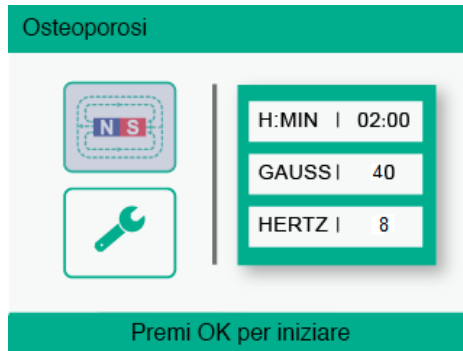 Osteoporosi
N S
H:MIN | 02:00
GAUSS | 40
HERTZ | 8
Premi OK per iniziare